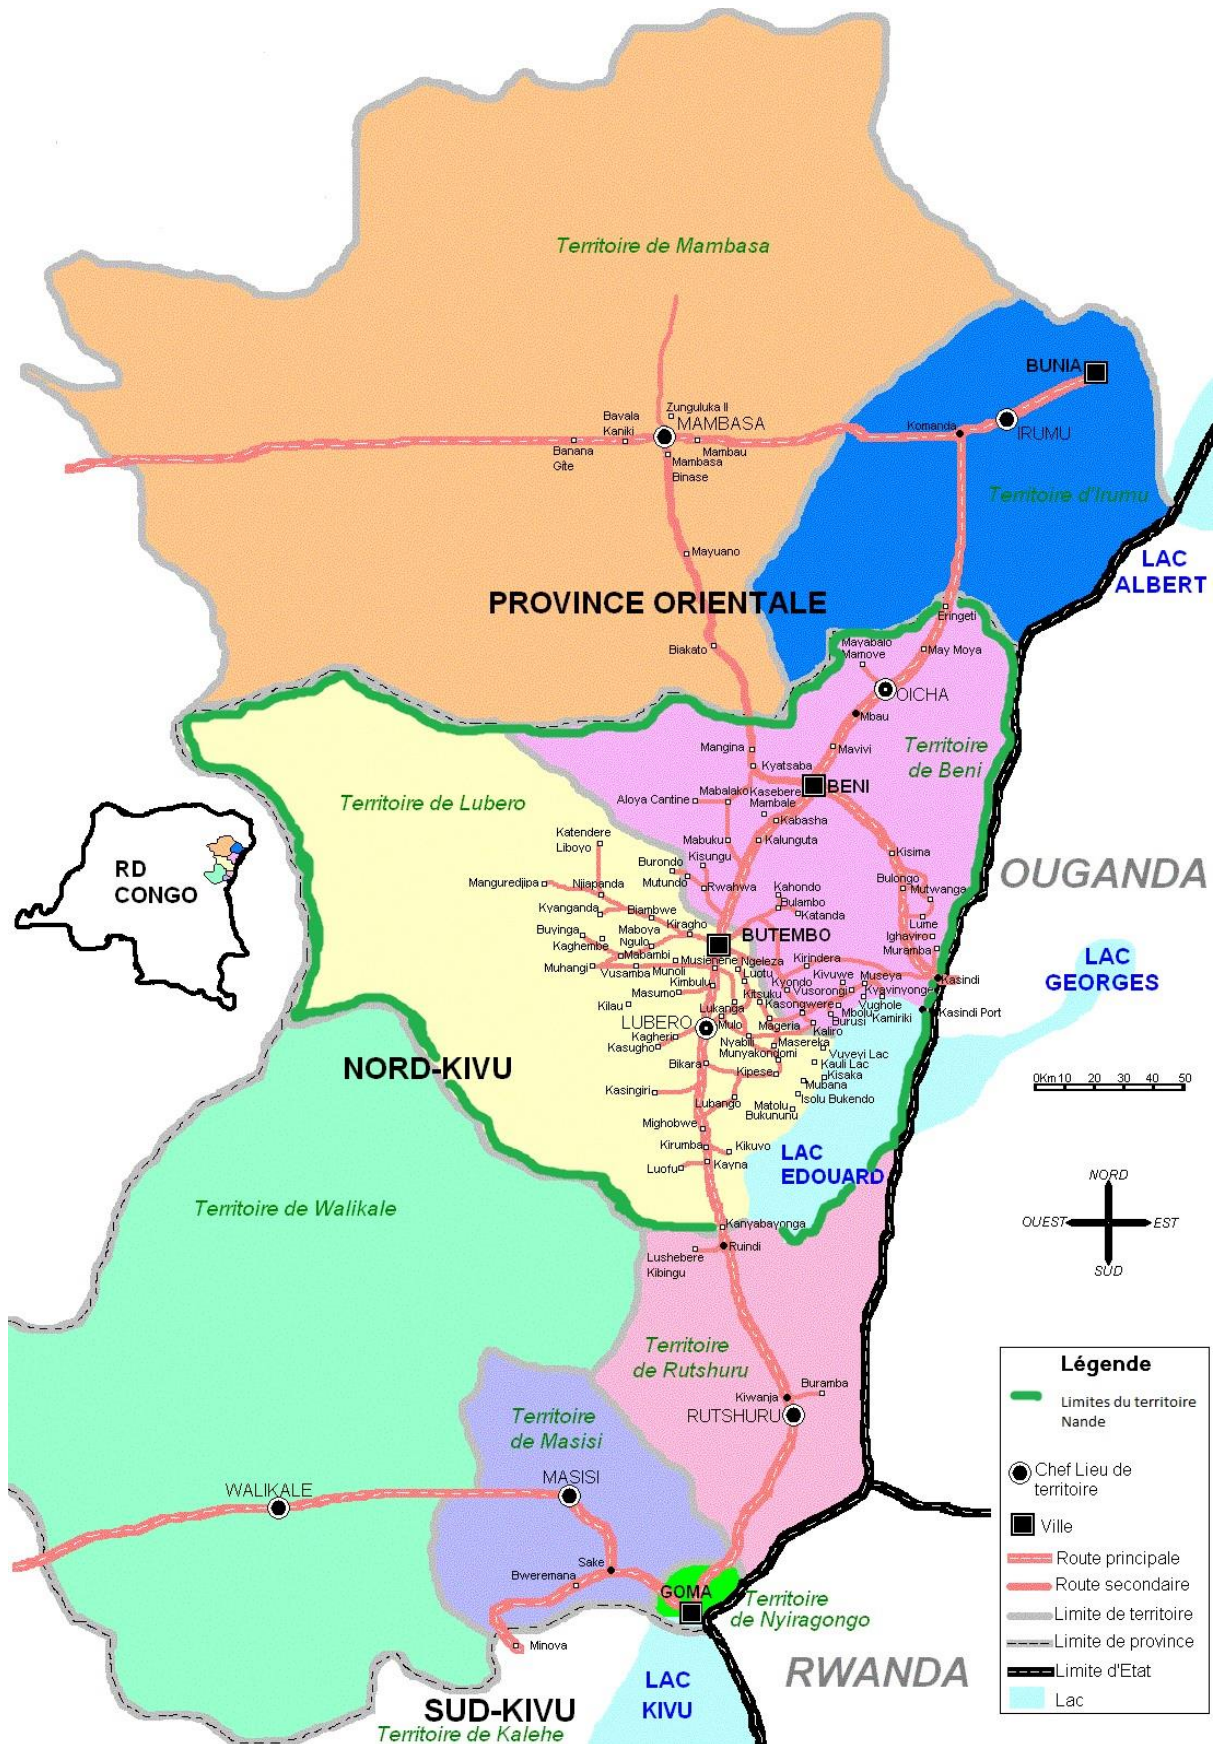 Territoire de Mambasa
BUNIA
Zunguluka II
Bavala
Kaniki
MAMBASA
Komanda
IRUMU
Banana
Gîte
Mambau
Mambasa
Binase
Territoire d'Irumu
Mayuano
LAC
ALBERT
PROVINCE ORIENTALE
Eringeti
Mayabalo
Mamove
May Moya
Biakato
OICHA
Mbau
Mangina
Mavivi
Territoire
de Beni
Kyatsaba
BENI
Territoire de Lubero
Mabalako
Kasebere
Aloya Cantine
Mambale
Kabasha
Katendere
Liboyo
Mabuku
Kalunguta
RD
CONGO
Burondo
Kisungu
Kisima
OUGANDA
Manguredjipa
Njiapanda
Mutundo
Rwahwa
Kahondo
Bulongo
Mutwanga
Kyanganda
Biambwe
Bulambo
Katanda
Buyinga
Maboya
Kiragho
Lume
Kaghembe
Ngulo
BUTEMBO
Ighaviro
Mabambi
Muramba
Muhangi
Vusamba
Munoli
Musienene
Ngeleza
Kirindera
LAC
GEORGES
Kimbulu
Luotu
Kyondo
Kivuwe
Museya
Kasindi
Masumo
Kitsuku
Vusorongi
Kyavinyonge
Kilau
Lukanga
Kasongwere
Mbolu
Vughole
LUBERO
Mulo
Mageria
Burusi
Kamiriki
Kasindi Port
Kagheri
Kaliro
Kasugho
Nyabili
Masereka
Munyakondomi
Vuveyi Lac
NORD-KIVU
Bikara
Kipese
Kauli Lac
Kisaka
Mubana
Kasingiri
Lubango
Isolu Bukendo
Matolu
Bukununu
0Km 10 20 30 40 50
Mighobwe
Kirumba
Kikuvo
LAC
EDOUARD
Luofu
Kayna
NORD
OUEST
EST
SUD
Territoire de Walikale
Kanyabayonga
Lushebere
Kibingu
Ruindi
Territoire
de Rutshuru
Kiwanja
Buramba
RUTSHURU
Territoire
de Masisi
WALIKALE
MASISI
Sake
Bweremana
GOMA
Territoire
de Nyiragongo
Minova
RWANDA
LAC
KIVU
SUD-KIVU
Territoire de Kalehe
Légende
Limites du territoire
Nande
Chef Lieu de
territoire
Ville
Route principale
Route secondaire
Limite de territoire
Limite de province
Limite d'Etat
Lac